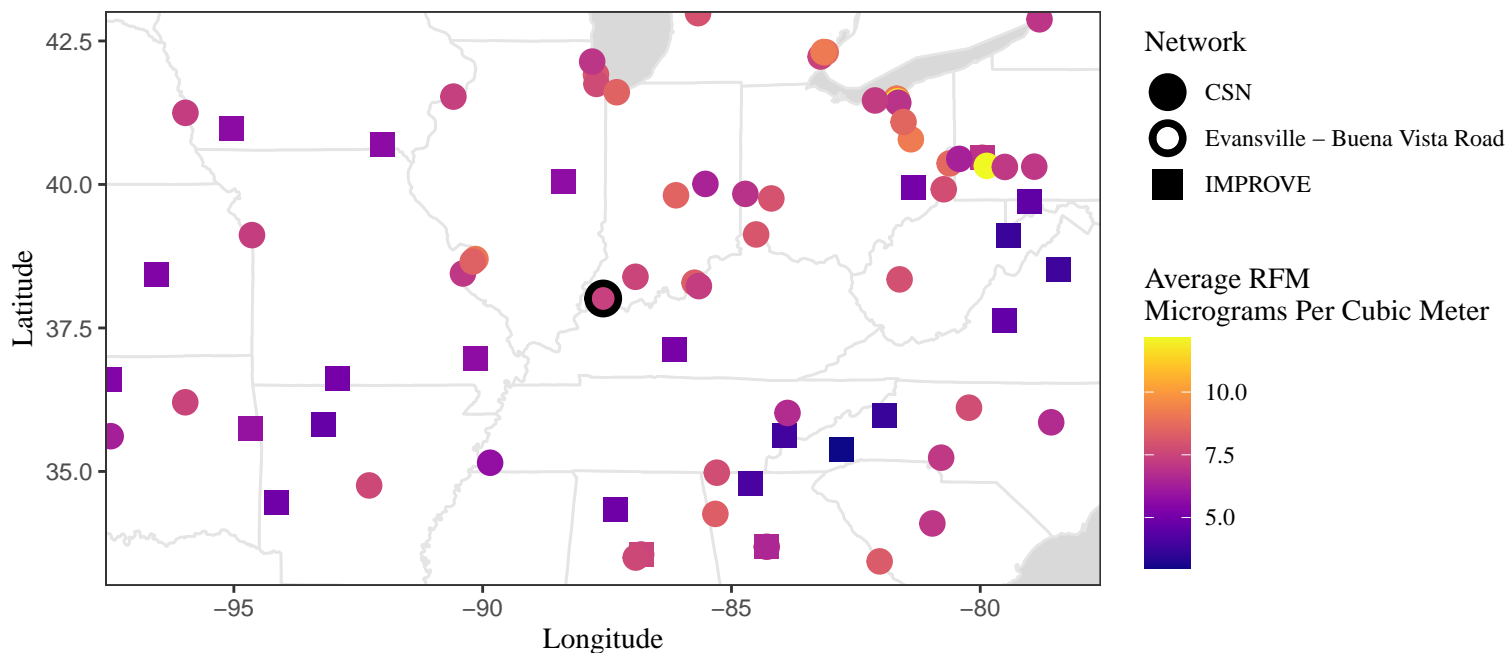 42.5
40.0
37.5
35.0
Latitude
−95
−90
−85
−80
Longitude
Network
CSN
Evansville – Buena Vista Road
IMPROVE
Average RFM
Micrograms Per Cubic Meter
10.0
7.5
5.0